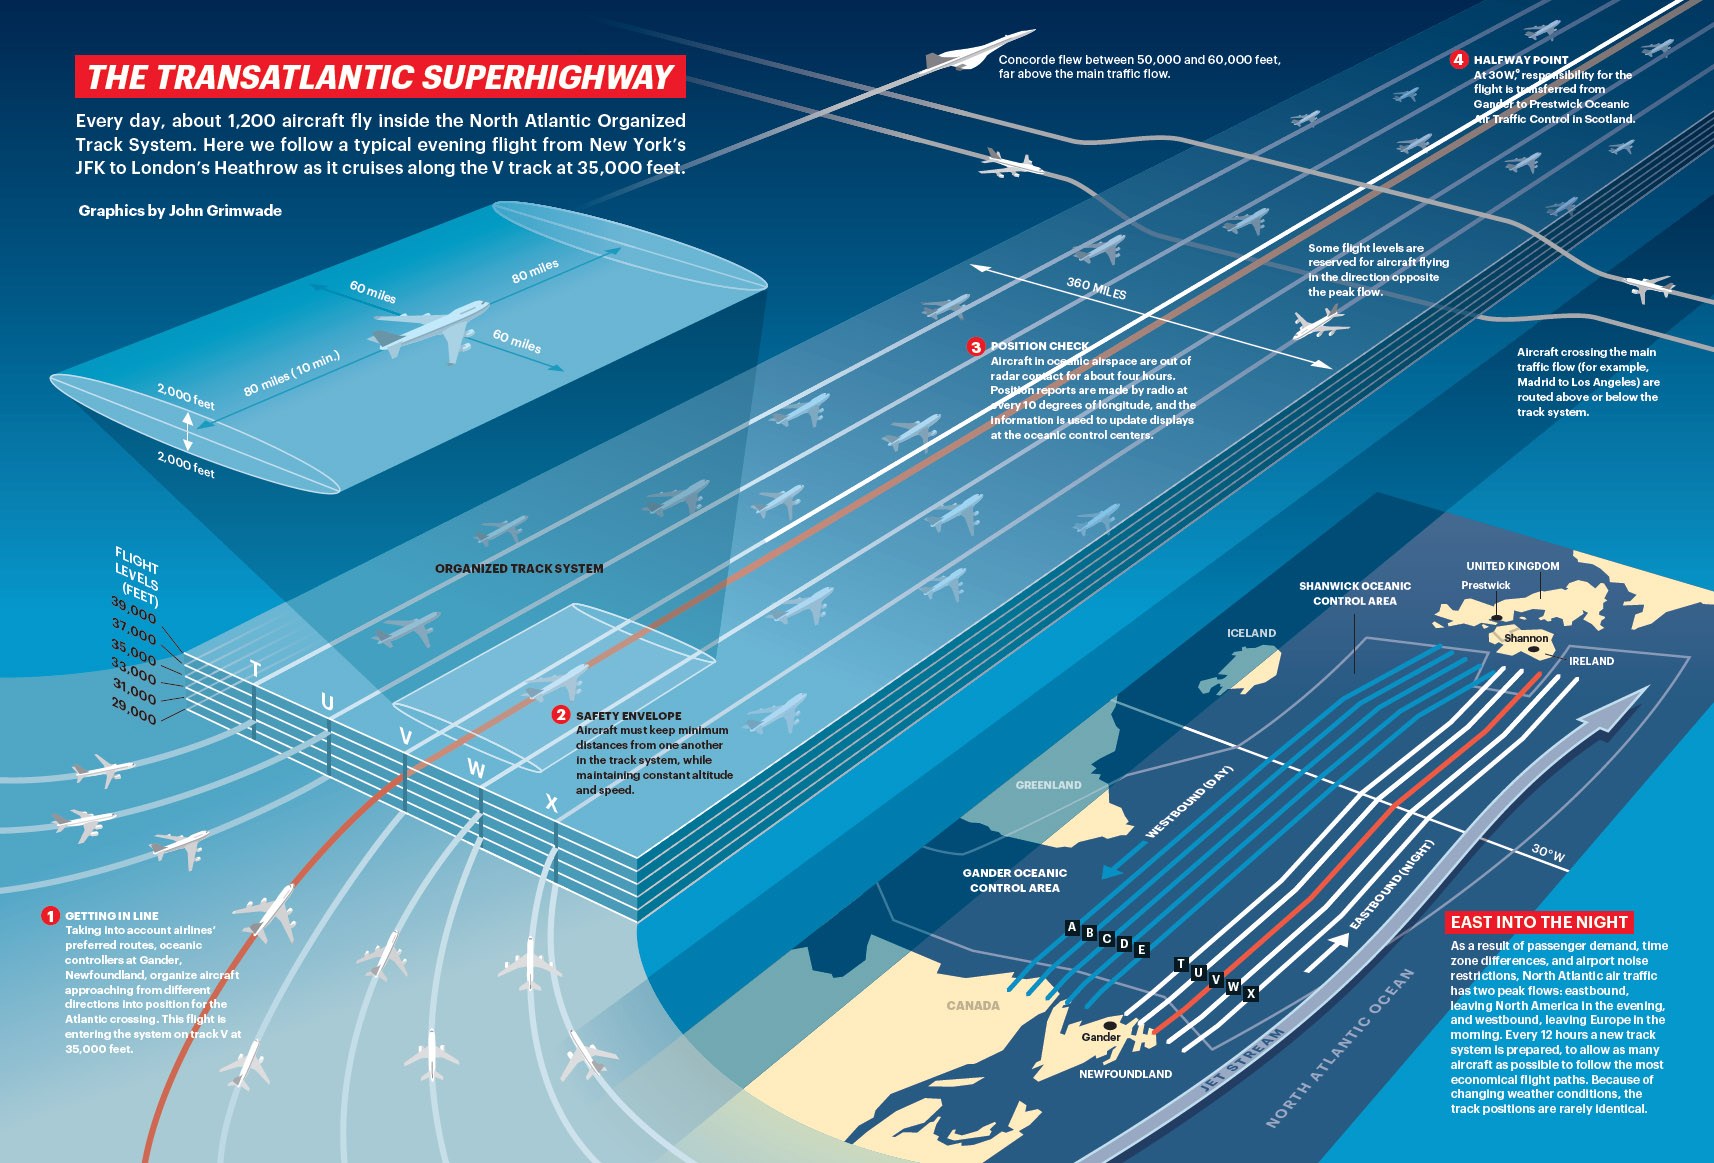 THE TRANSATLANTIC SUPERHIGHWAY
Every day, about 1,200 aircraft fly inside the North Atlantic Organized
Track System. Here we follow a typical evening flight from New York's
JFK to London's Heathrow as it cruises along the V track at 35,000 feet.
Graphics by John Grimwade
Concorde flew between 50,000 and 60,000 feet,
far above the main traffic flow.
4 HALFWAY POINT
At 30W,° responsibility for the
flight is transferred from
Gander to Prestwick Oceanic
Air Traffic Control in Scotland.
60 miles
80 miles
60 miles
80 miles (10 min.)
2,000 feet
2,000 feet
360 MILES
Some flight levels are
reserved for aircraft flying
in the direction opposite
the peak flow.
3 POSITION CHECK
Aircraft in oceanic airspace are out of
radar contact for about four hours.
Position reports are made by radio at
every 10 degrees of longitude, and the
information is used to update displays
at the oceanic control centers.
Aircraft crossing the main
traffic flow (for example,
Madrid to Los Angeles) are
routed above or below the
track system.
ORGANIZED TRACK SYSTEM
FLIGHT
LEVELS
(FEET)
39,000
37,000
35,000
33,000
31,000
29,000
T
U
V
W
X
2 SAFETY ENVELOPE
Aircraft must keep minimum
distances from one another
in the track system, while
maintaining constant altitude
and speed.
1 GETTING IN LINE
Taking into account airlines'
preferred routes, oceanic
controllers at Gander,
Newfoundland, organize aircraft
approaching from different
directions into position for the
Atlantic crossing. This flight is
entering the system on track V at
35,000 feet.
UNITED KINGDOM
Prestwick
SHANWICK OCEANIC
CONTROL AREA
Shannon
ICELAND
IRELAND
GREENLAND
WESTBOUND (DAY)
30°W
GANDER OCEANIC
CONTROL AREA
EASTBOUND (NIGHT)
A
B
C
D
E
T
U
V
W
X
CANADA
Gander
NEWFOUNDLAND
JET STREAM
NORTH ATLANTIC OCEAN
EAST INTO THE NIGHT
As a result of passenger demand, time
zone differences, and airport noise
restrictions, North Atlantic air traffic
has two peak flows: eastbound,
leaving North America in the evening,
and westbound, leaving Europe in the
morning. Every 12 hours a new track
system is prepared, to allow as many
aircraft as possible to follow the most
economical flight paths. Because of
changing weather conditions, the
track positions are rarely identical.